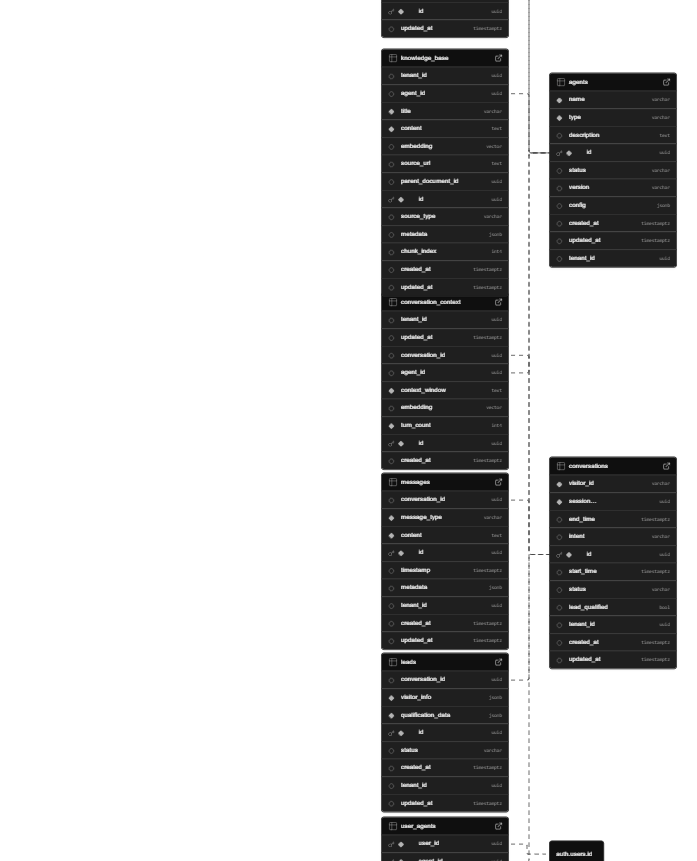 id uuid
updated_at timestamptz
knowledge_base
tenant_id uuid
agent_id uuid
title varchar
content text
embedding vector
source_url text
parent_document_id uuid
id uuid
source_type varchar
metadata jsonb
chunk_index int4
created_at timestamptz
updated_at timestamptz
conversation_context
tenant_id uuid
updated_at timestamptz
conversation_id uuid
agent_id uuid
context_window text
embedding vector
turn_count int4
id uuid
created_at timestamptz
messages
conversation_id uuid
message_type varchar
content text
id uuid
timestamp timestamptz
metadata jsonb
tenant_id uuid
created_at timestamptz
updated_at timestamptz
leads
conversation_id uuid
visitor_info jsonb
qualification_data jsonb
id uuid
status varchar
created_at timestamptz
tenant_id uuid
updated_at timestamptz
user_agents
user_id uuid
agents
name varchar
type varchar
description text
id uuid
status varchar
version varchar
config jsonb
created_at timestamptz
updated_at timestamptz
tenant_id uuid
conversations
visitor_id varchar
session... uuid
end_time timestamptz
intent varchar
id uuid
start_time timestamptz
status varchar
lead_qualified bool
tenant_id uuid
created_at timestamptz
updated_at timestamptz
auth.users.id